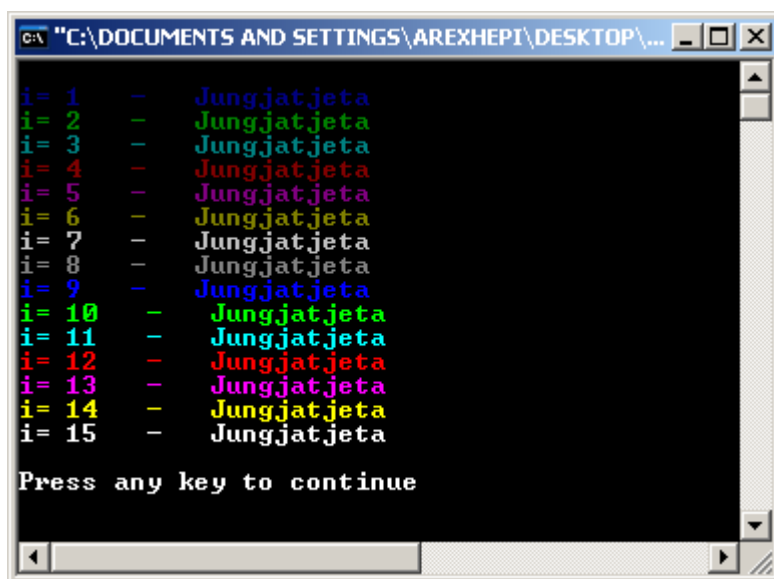 "C:\DOCUMENTS AND SETTINGS\AREXHEPI\DESKTOP\...
i= 1 - Jungjatjeta
i= 2 - Jungjatjeta
i= 3 - Jungjatjeta
i= 4 - Jungjatjeta
i= 5 - Jungjatjeta
i= 6 - Jungjatjeta
i= 7 - Jungjatjeta
i= 8 - Jungjatjeta
i= 9 - Jungjatjeta
i= 10 - Jungjatjeta
i= 11 - Jungjatjeta
i= 12 - Jungjatjeta
i= 13 - Jungjatjeta
i= 14 - Jungjatjeta
i= 15 - Jungjatjeta
Press any key to continue